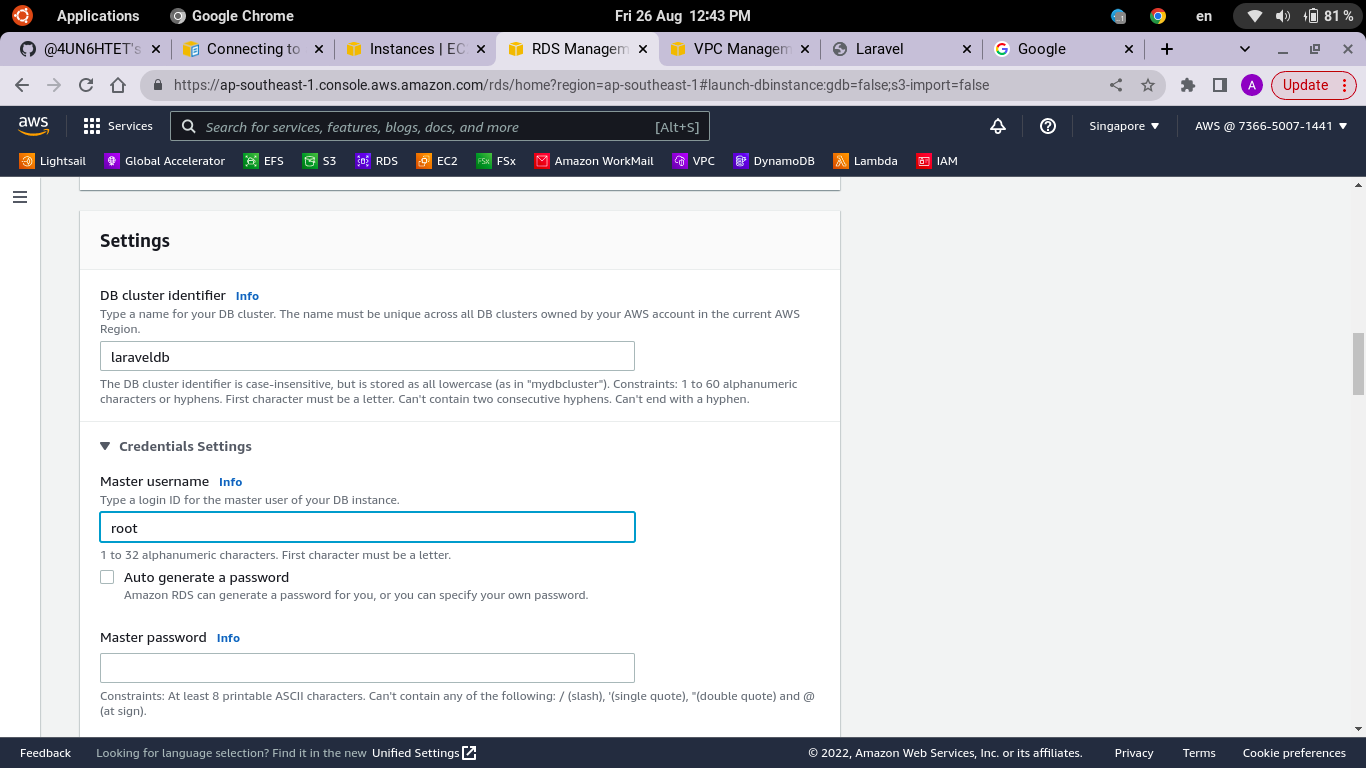 Applications Google Chrome Fri 26 Aug 12:43 PM en 81 %
@4UN6HTET's Connecting to Instances | EC RDS Managem VPC Managem Laravel Google
https://ap-southeast-1.console.aws.amazon.com/rds/home?region=ap-southeast-1#launch-dbinstance:gdb=false;s3-import=false A Update
aws Services Search for services, features, blogs, docs, and more [Alt+S] Singapore AWS @ 7366-5007-1441
Lightsail Global Accelerator EFS S3 RDS EC2 FSx Amazon WorkMail VPC DynamoDB Lambda IAM
Settings
DB cluster identifier Info
Type a name for your DB cluster. The name must be unique across all DB clusters owned by your AWS account in the current AWS
Region.
laraveldb
The DB cluster identifier is case-insensitive, but is stored as all lowercase (as in "mydbcluster"). Constraints: 1 to 60 alphanumeric
characters or hyphens. First character must be a letter. Can't contain two consecutive hyphens. Can't end with a hyphen.
Credentials Settings
Master username Info
Type a login ID for the master user of your DB instance.
root
1 to 32 alphanumeric characters. First character must be a letter.
Auto generate a password
Amazon RDS can generate a password for you, or you can specify your own password.
Master password Info
Constraints: At least 8 printable ASCII characters. Can't contain any of the following: / (slash), '(single quote), "(double quote) and @
(at sign).
Feedback Looking for language selection? Find it in the new Unified Settings © 2022, Amazon Web Services, Inc. or its affiliates. Privacy Terms Cookie preferences